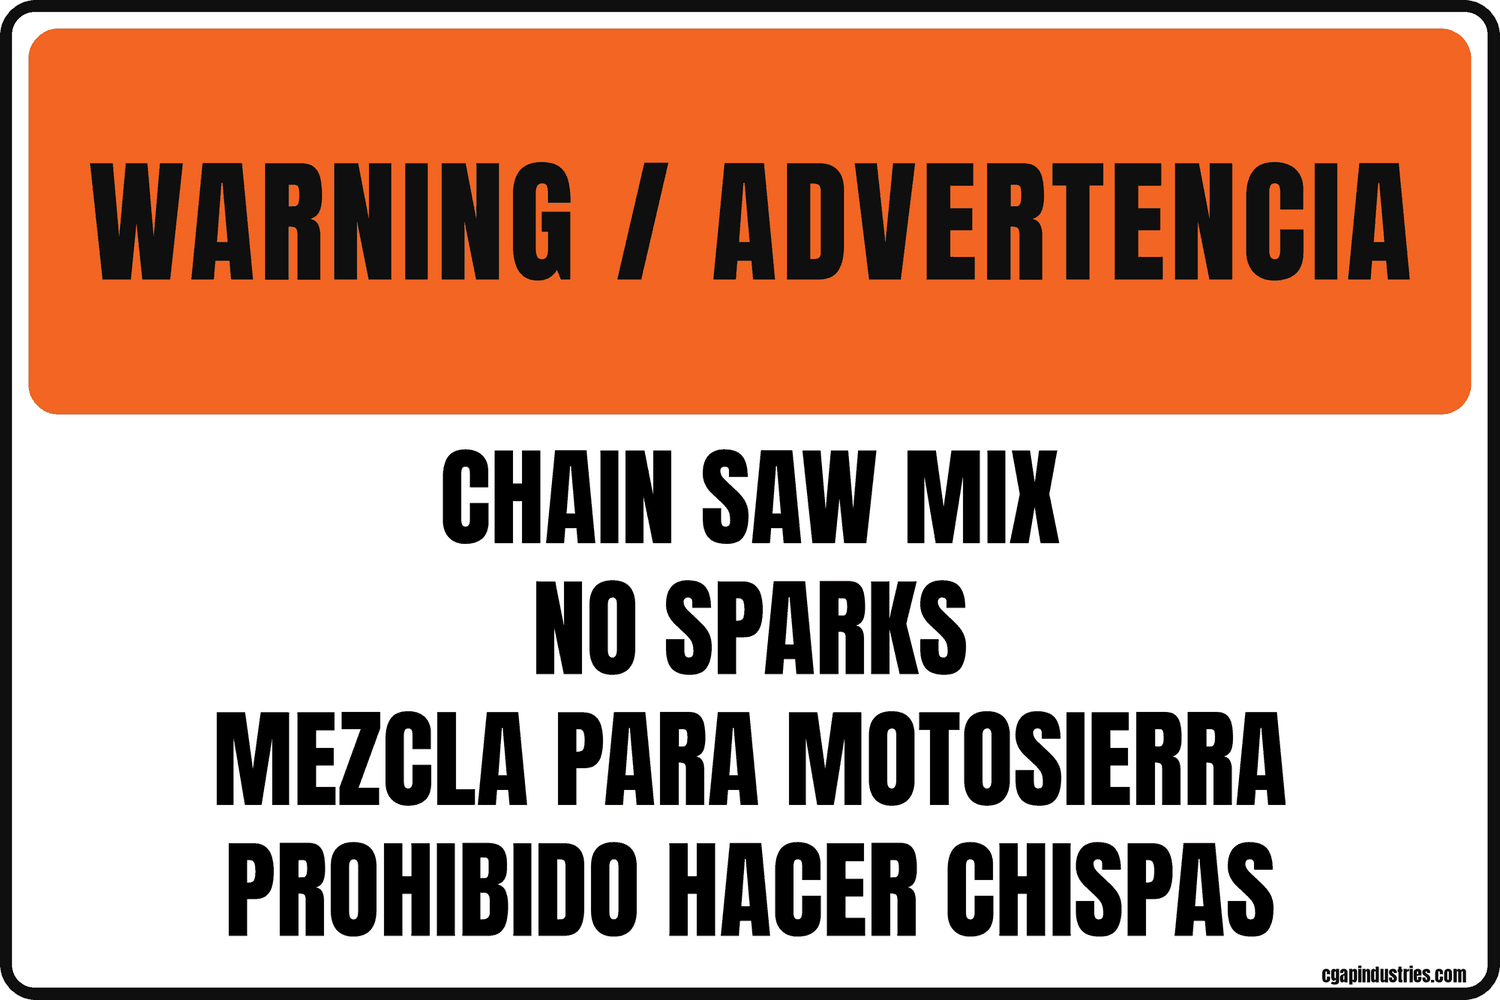 WARNING / ADVERTENCIA
CHAIN SAW MIX
NO SPARKS
MEZCLA PARA MOTOSIERRA
PROHIBIDO HACER CHISPAS
cgapindustries.com